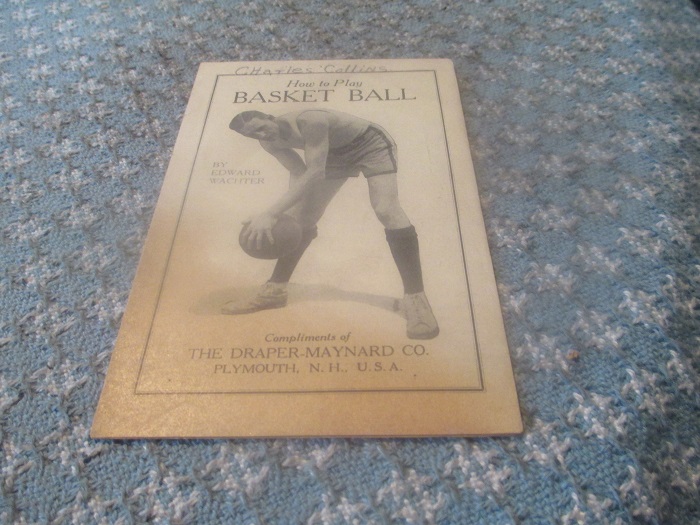 Charles Collins
How to Play
BASKET BALL
BY
EDWARD
WACHTER
Compliments of
THE DRAPER-MAYNARD CO.
PLYMOUTH, N. H., U. S. A.